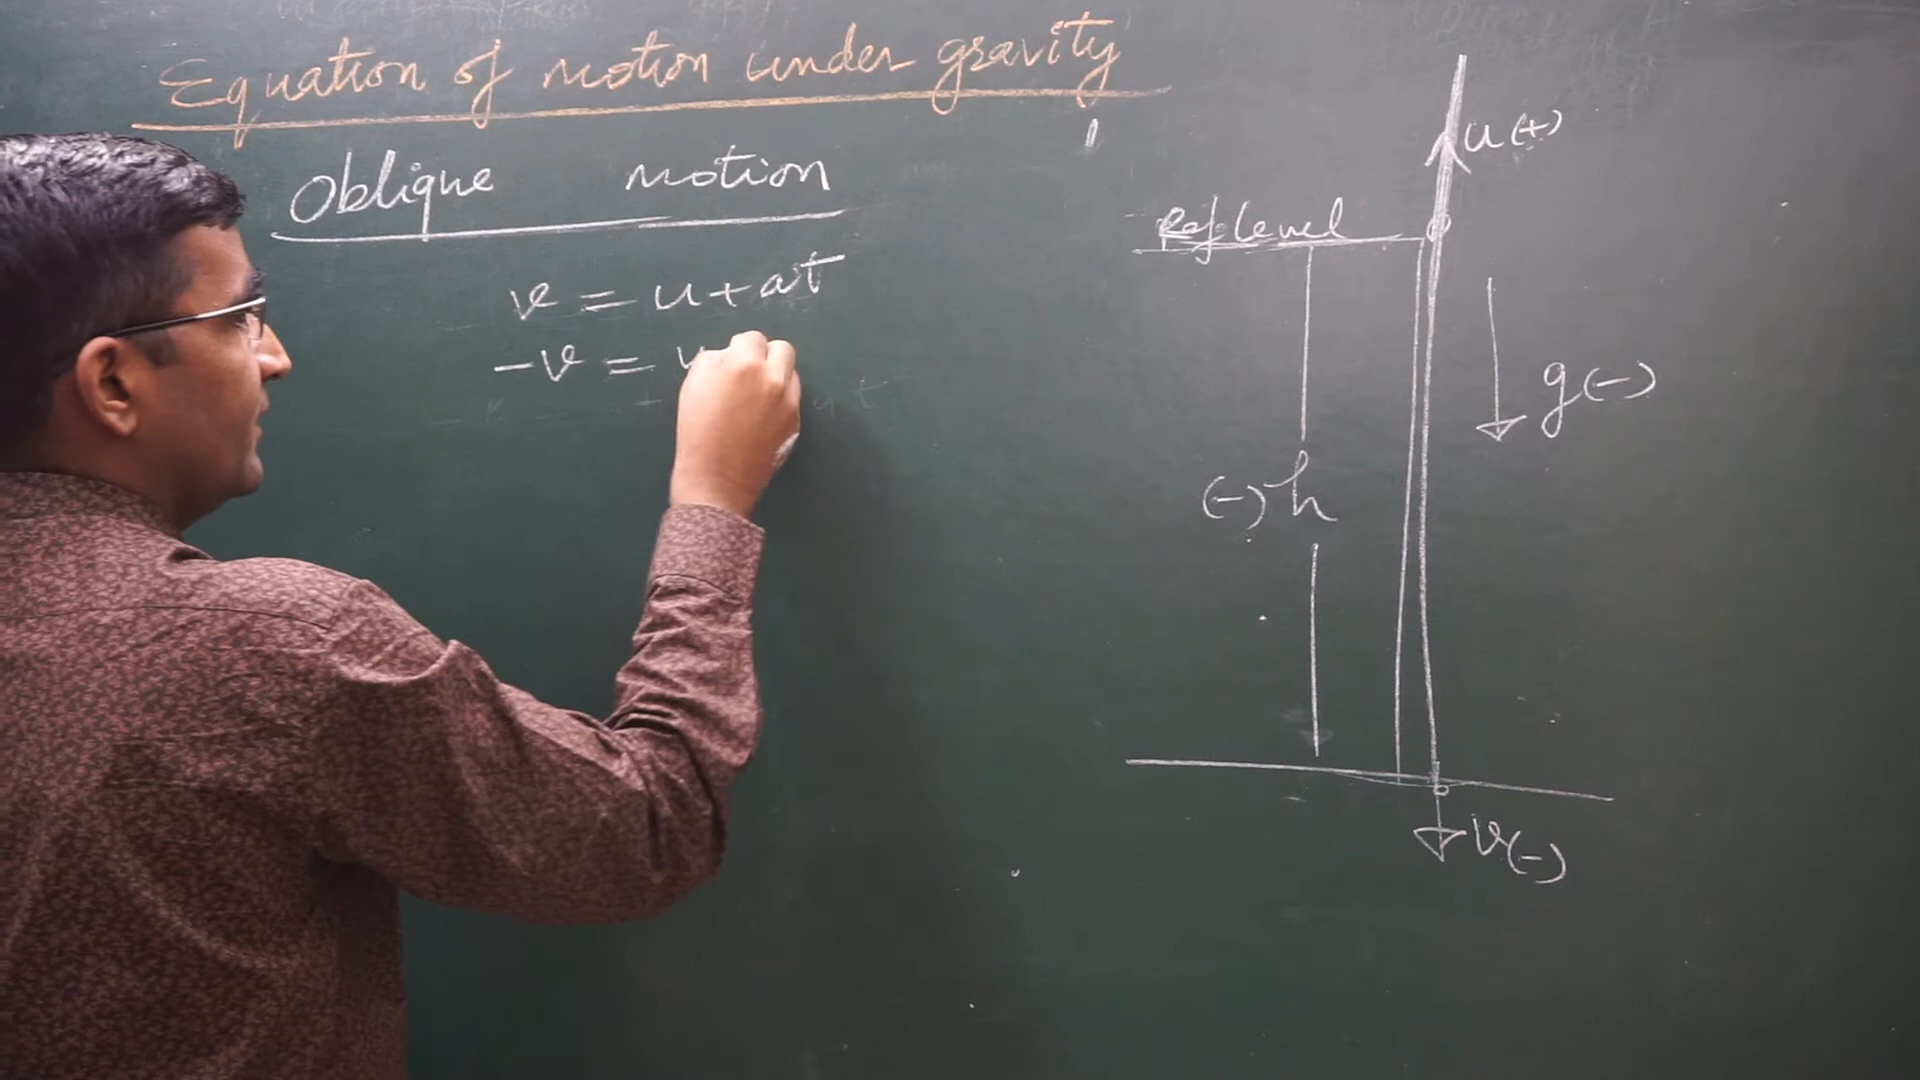 Equation of motion under gravity
Oblique motion
v = u + at
-v = u
u (+)
Ref level
g (-)
(-) h
v (-)